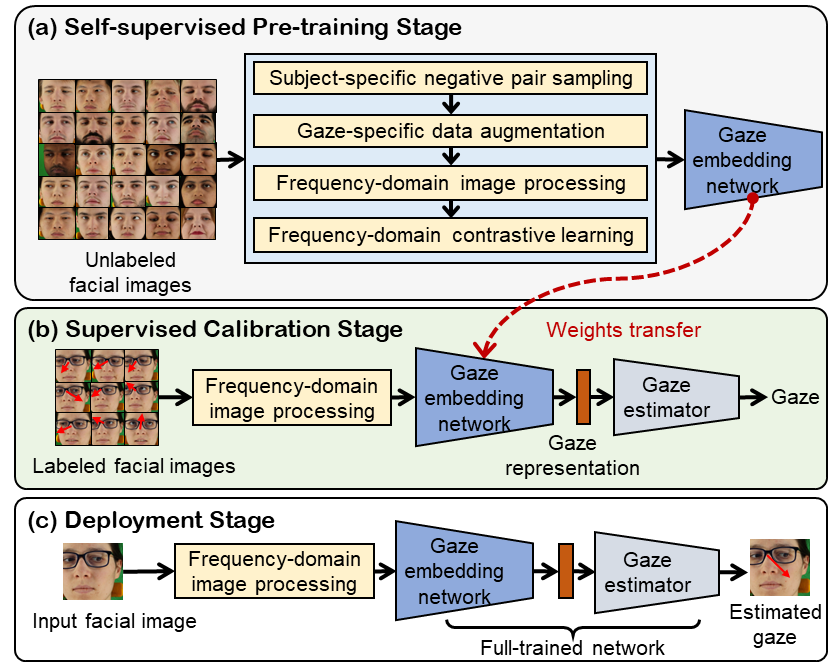 (a) Self-supervised Pre-training Stage
Subject-specific negative pair sampling
Gaze-specific data augmentation
Frequency-domain image processing
Frequency-domain contrastive learning
Unlabeled
facial images
Gaze
embedding
network
(b) Supervised Calibration Stage
Weights transfer
Labeled facial images
Frequency-domain
image processing
Gaze
embedding
network
Gaze
representation
Gaze
estimator
Gaze
(c) Deployment Stage
Input facial image
Frequency-domain
image processing
Gaze
embedding
network
Gaze
estimator
Full-trained network
Estimated
gaze